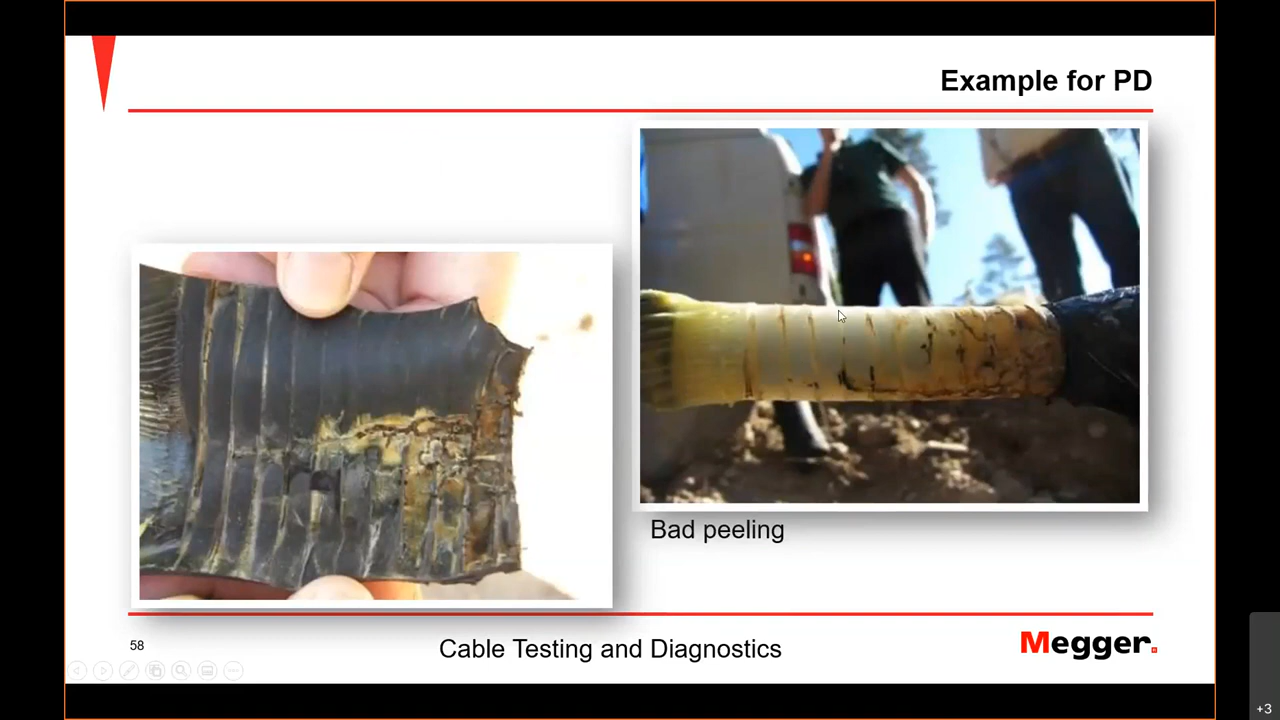 Example for PD
Bad peeling
58
Cable Testing and Diagnostics
Megger.
+3